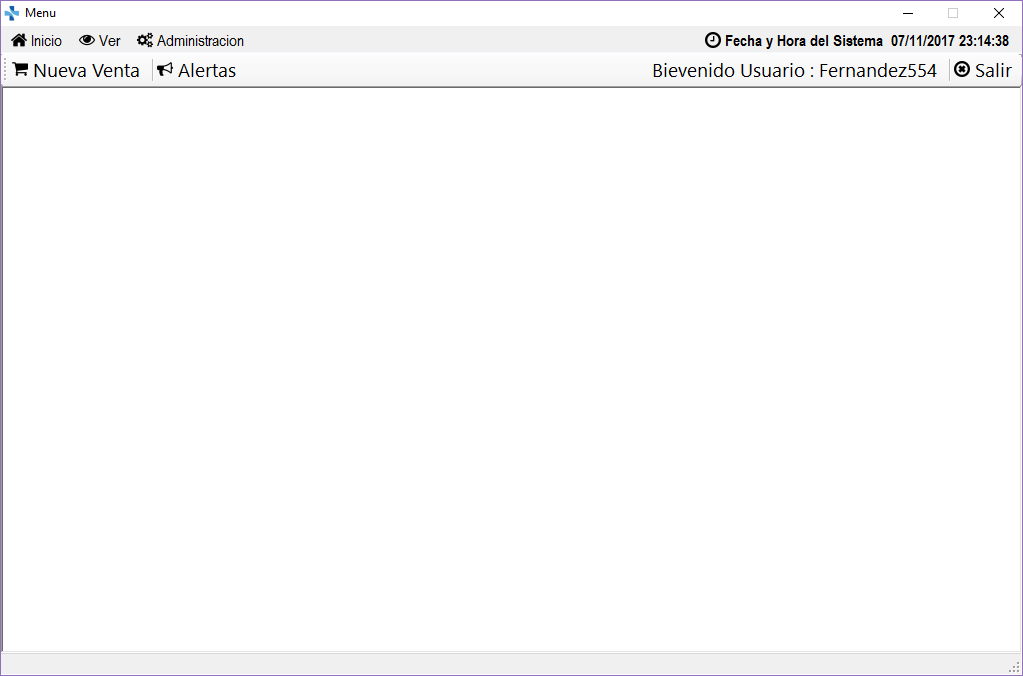 Menu
Inicio Ver Administracion Fecha y Hora del Sistema 07/11/2017 23:14:38
Nueva Venta Alertas Bievenido Usuario : Fernandez554 Salir